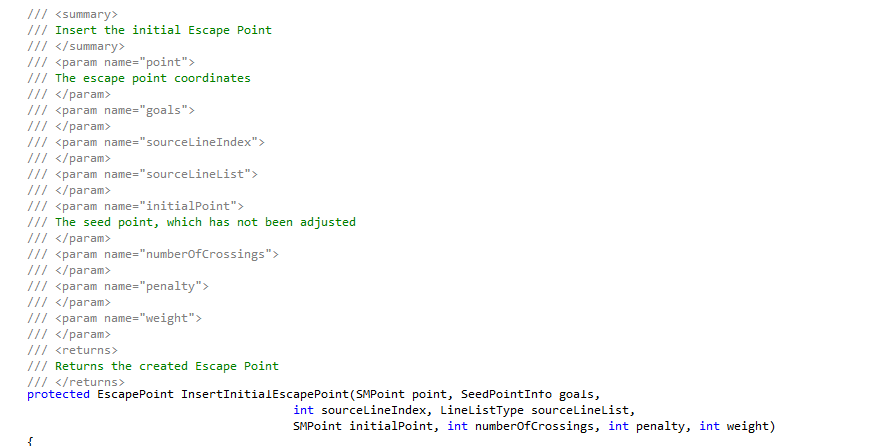 /// <summary>
/// Insert the initial Escape Point
/// </summary>
/// <param name="point">
/// The escape point coordinates
/// </param>
/// <param name="goals">
/// </param>
/// <param name="sourceLineIndex">
/// </param>
/// <param name="sourceLineList">
/// </param>
/// <param name="initialPoint">
/// The seed point, which has not been adjusted
/// </param>
/// <param name="numberOfCrossings">
/// </param>
/// <param name="penalty">
/// </param>
/// <param name="weight">
/// </param>
/// <returns>
/// Returns the created Escape Point
/// </returns>
protected EscapePoint InsertInitialEscapePoint(SMPoint point, SeedPointInfo goals,
int sourceLineIndex, LineListType sourceLineList,
SMPoint initialPoint, int numberOfCrossings, int penalty, int weight)
{